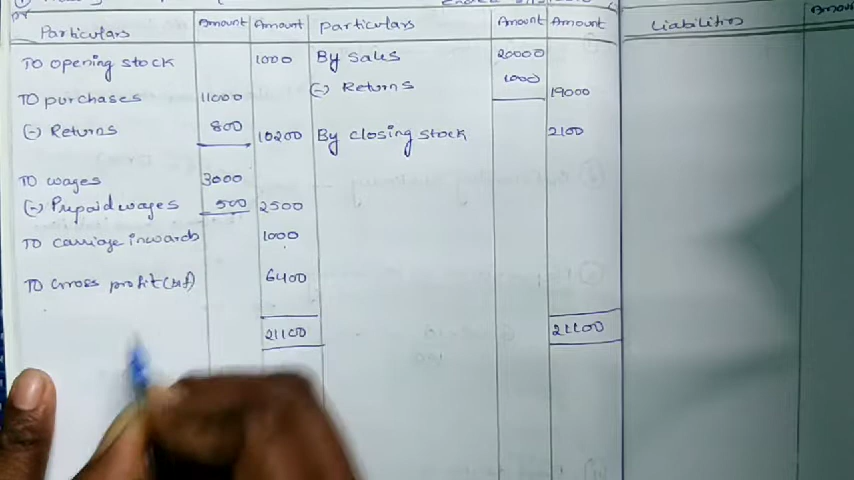 Dr
Particulars Amount Amount Particulars Amount Amount Liabilities
To opening stock 1000 By sales 20000
(-) Returns 1000 19000
To purchases 11000
(-) Returns 800 10200 By closing stock 2100
To wages 3000
(-) Prepaid wages 500 2500
To carriage inwards 1000
To Gross profit (bf) 6400
21100 21100